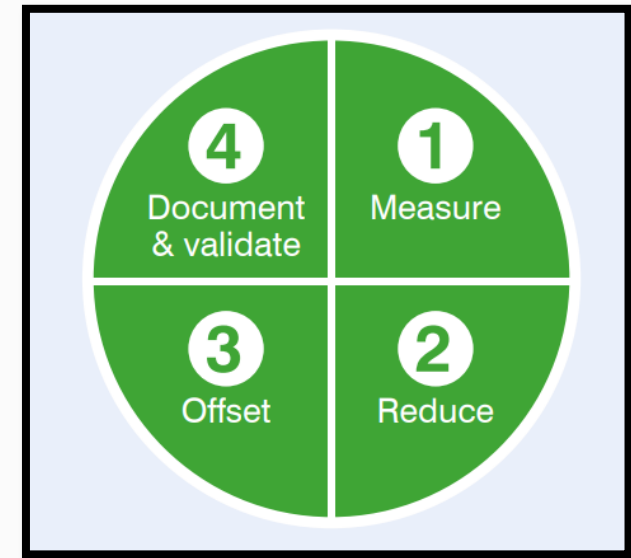 1
Measure
2
Reduce
3
Offset
4
Document
& validate